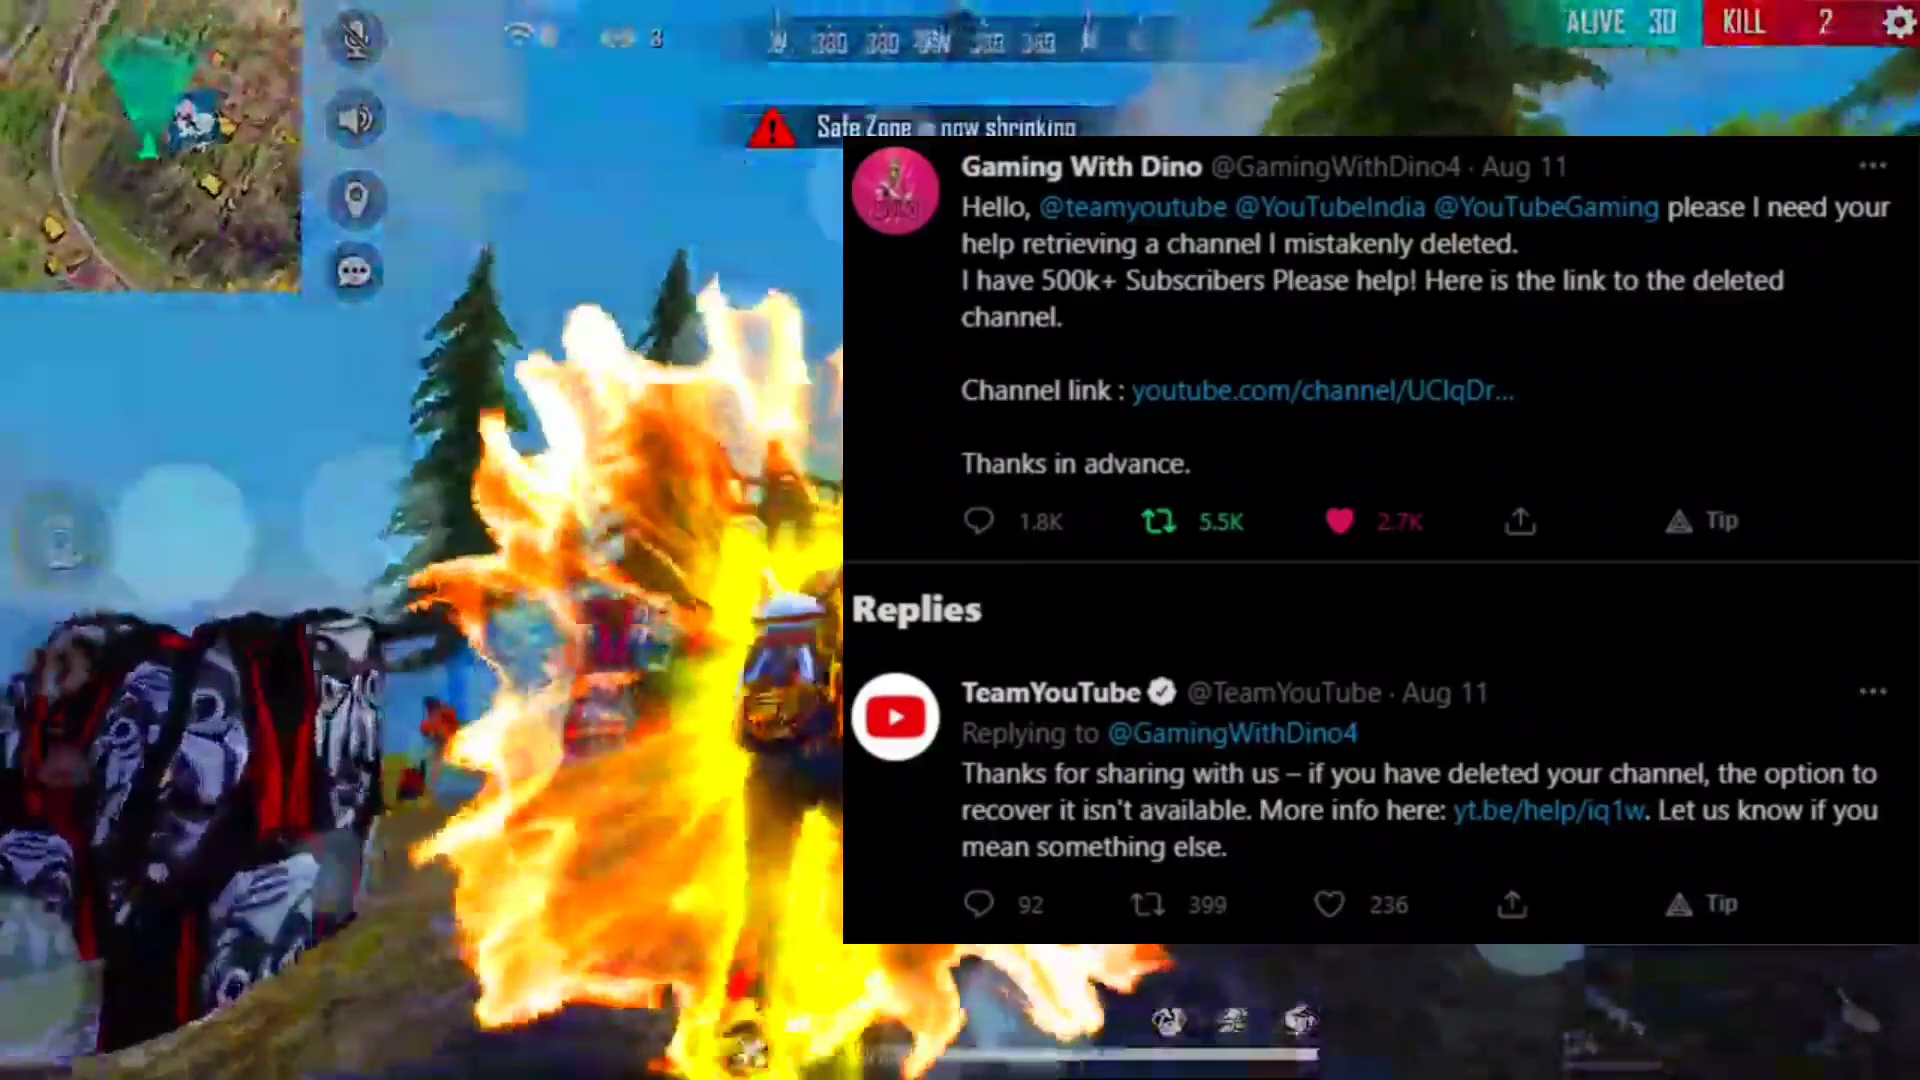 3
ALIVE 30 KILL 2
Safe Zone is now shrinking
Gaming With Dino @GamingWithDino4 · Aug 11
Hello, @teamyoutube @YouTubeIndia @YouTubeGaming please I need your
help retrieving a channel I mistakenly deleted.
I have 500k+ Subscribers Please help! Here is the link to the deleted
channel.
Channel link : youtube.com/channel/UClqDr...
Thanks in advance.
1.8K 5.5K 2.7K Tip
Replies
TeamYouTube @TeamYouTube · Aug 11
Replying to @GamingWithDino4
Thanks for sharing with us – if you have deleted your channel, the option to
recover it isn't available. More info here: yt.be/help/iq1w. Let us know if you
mean something else.
92 399 236 Tip